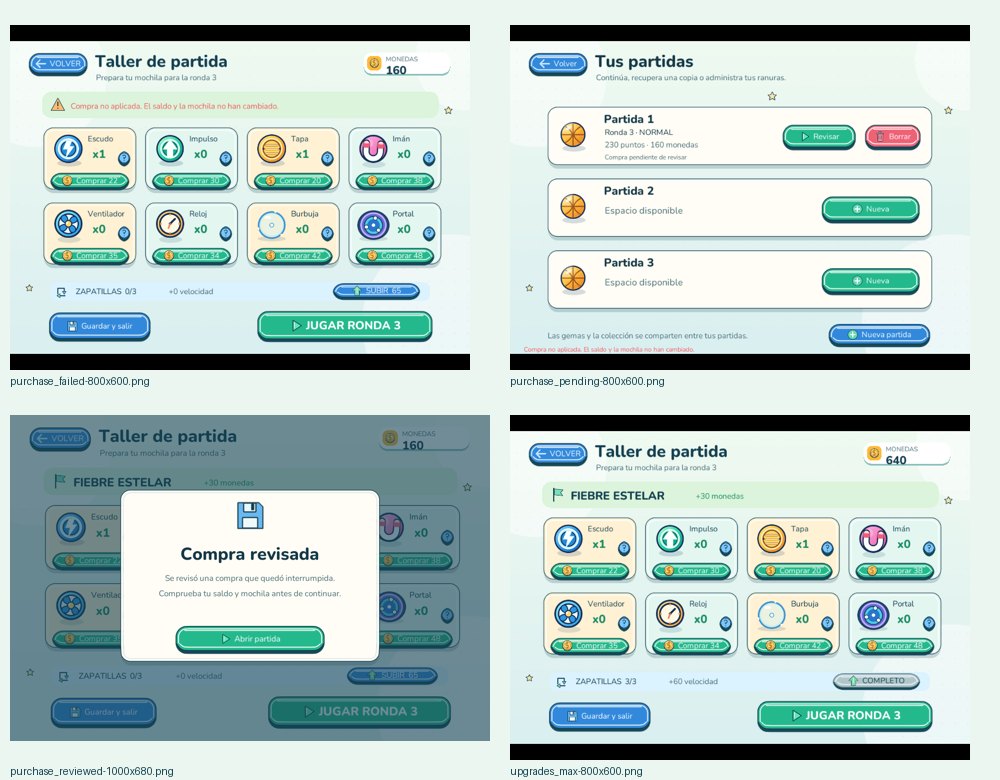 VOLVER
Taller de partida
Prepara tu mochila para la ronda 3
MONEDAS
160
Compra no aplicada. El saldo y la mochila no han cambiado.
Escudo
x1
?
Comprar 22
Impulso
x0
?
Comprar 30
Tapa
x1
?
Comprar 20
Imán
x0
?
Comprar 38
Ventilador
x0
?
Comprar 35
Reloj
x0
?
Comprar 34
Burbuja
x0
?
Comprar 42
Portal
x0
?
Comprar 48
ZAPATILLAS 0/3
+0 velocidad
SUBIR 65
Guardar y salir
JUGAR RONDA 3
purchase_failed-800x600.png
Volver
Tus partidas
Continúa, recupera una copia o administra tus ranuras.
Partida 1
Ronda 3 · NORMAL
230 puntos · 160 monedas
Compra pendiente de revisar
Revisar
Borrar
Partida 2
Espacio disponible
Nueva
Partida 3
Espacio disponible
Nueva
Las gemas y la colección se comparten entre tus partidas.
Nueva partida
Compra no aplicada. El saldo y la mochila no han cambiado.
purchase_pending-800x600.png
VOLVER
Taller de partida
Prepara tu mochila para la ronda 3
MONEDAS
160
FIEBRE ESTELAR
+30 monedas
Escudo
x1
Comprar 22
Imán
x0
?
Comprar 38
Ventilad
x0
Comprar 35
Portal
x0
?
Comprar 48
Compra revisada
Se revisó una compra que quedó interrumpida.
Comprueba tu saldo y mochila antes de continuar.
Abrir partida
ZAPATILLAS 0/3
+0 velocidad
SUBIR 65
Guardar y salir
JUGAR RONDA 3
purchase_reviewed-1000x680.png
VOLVER
Taller de partida
Prepara tu mochila para la ronda 3
MONEDAS
640
FIEBRE ESTELAR
+30 monedas
Escudo
x1
?
Comprar 22
Impulso
x0
?
Comprar 30
Tapa
x1
?
Comprar 20
Imán
x0
?
Comprar 38
Ventilador
x0
?
Comprar 35
Reloj
x0
?
Comprar 34
Burbuja
x0
?
Comprar 42
Portal
x0
?
Comprar 48
ZAPATILLAS 3/3
+60 velocidad
COMPLETO
Guardar y salir
JUGAR RONDA 3
upgrades_max-800x600.png